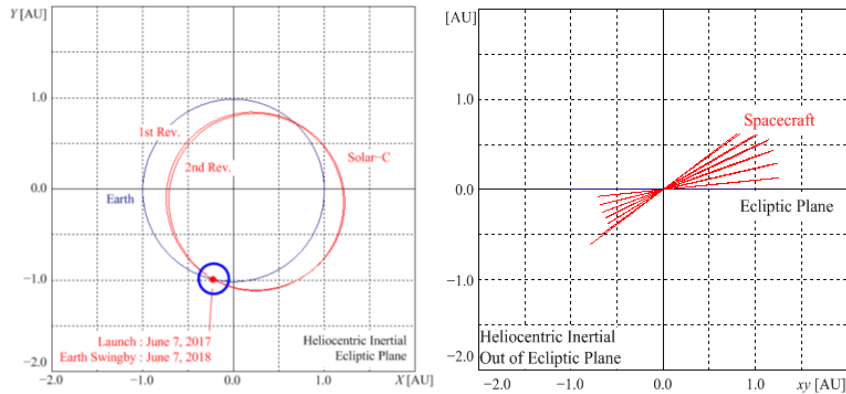 Y [AU]
2.0
1.0
1st Rev.
2nd Rev.
Solar-C
0.0
Earth
−1.0
Launch : June 7, 2017
Earth Swingby : June 7, 2018
Heliocentric Inertial
Ecliptic Plane
−2.0
−2.0 −1.0 0.0 1.0 X [AU]
[AU]
1.0
Spacecraft
0.0
Ecliptic Plane
−1.0
Heliocentric Inertial
Out of Ecliptic Plane
−2.0
−2.0 −1.0 0.0 1.0 xy [AU]